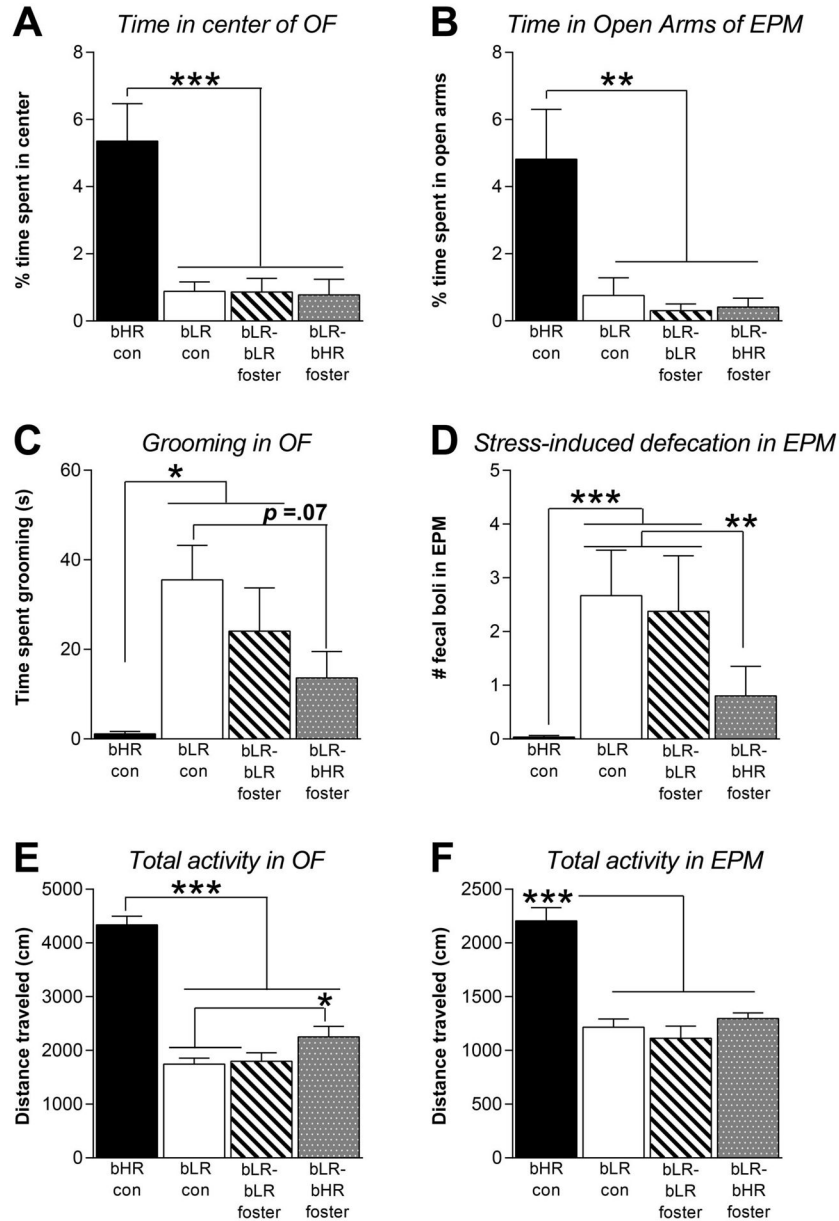 A
Time in center of OF
% time spent in center
8
6
4
2
0
***
bHR
con
bLR
con
bLR-
bLR
foster
bLR-
bHR
foster
B
Time in Open Arms of EPM
% time spent in open arms
8
6
4
2
0
**
bHR
con
bLR
con
bLR-
bLR
foster
bLR-
bHR
foster
C
Grooming in OF
Time spent grooming (s)
60
40
20
0
*
p =.07
bHR
con
bLR
con
bLR-
bLR
foster
bLR-
bHR
foster
D
Stress-induced defecation in EPM
# fecal boli in EPM
5
4
3
2
1
0
***
**
bHR
con
bLR
con
bLR-
bLR
foster
bLR-
bHR
foster
E
Total activity in OF
Distance traveled (cm)
5000
4000
3000
2000
1000
0
***
*
bHR
con
bLR
con
bLR-
bLR
foster
bLR-
bHR
foster
F
Total activity in EPM
Distance traveled (cm)
2500
2000
1500
1000
500
0
***
bHR
con
bLR
con
bLR-
bLR
foster
bLR-
bHR
foster